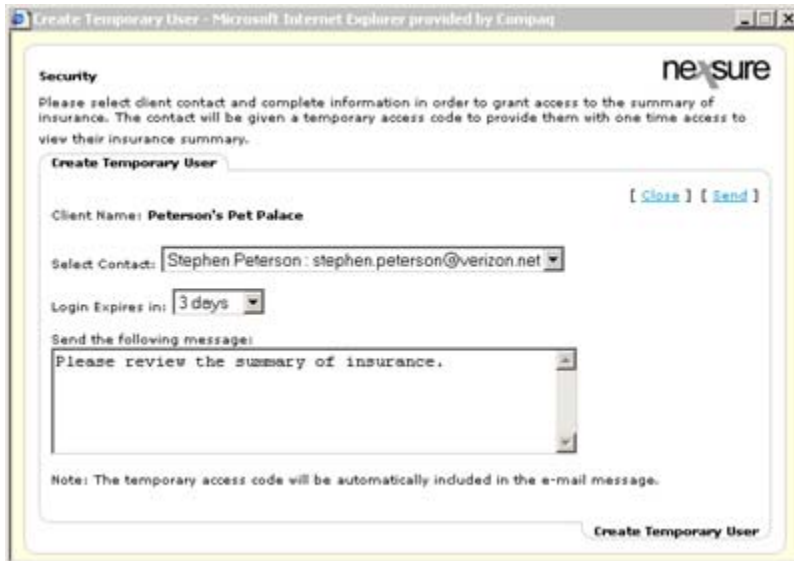 Create Temporary User - Microsoft Internet Explorer provided by Compaq
nexsure
Security
Please select client contact and complete information in order to grant access to the summary of
insurance. The contact will be given a temporary access code to provide them with one time access to
view their insurance summary.
Create Temporary User
[ Close ] [ Send ]
Client Name: Peterson's Pet Palace
Select Contact: Stephen Peterson : stephen.peterson@verizon.net
Login Expires in: 3 days
Send the following message:
Please review the summary of insurance.
Note: The temporary access code will be automatically included in the e-mail message.
Create Temporary User